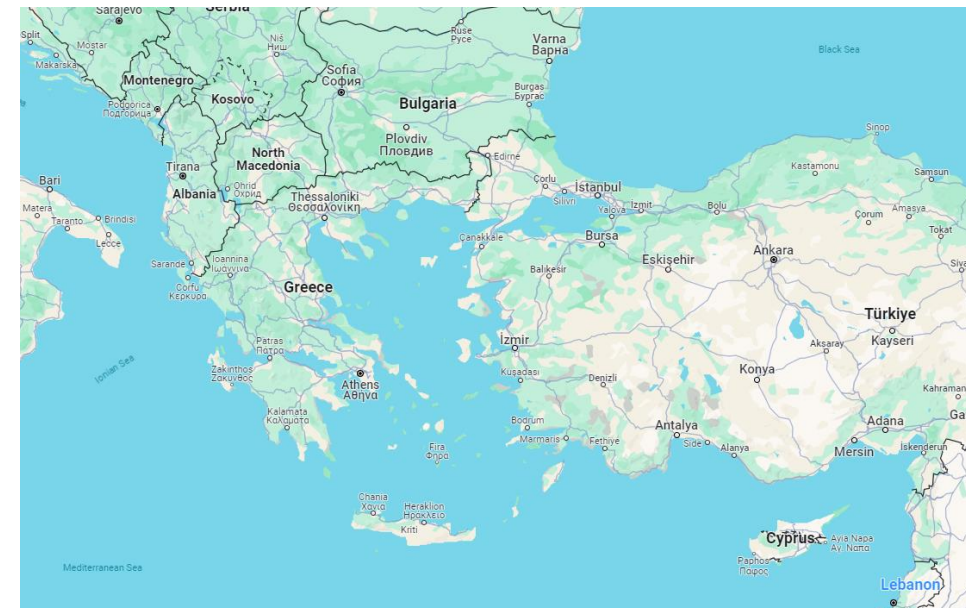 Sarajevo
Serbia
Split
Mostar
Makarska
Niš
Ниш
Ruse
Русе
Varna
Варна
Black Sea
Montenegro
Sofia
София
Podgorica
Подгорица
Kosovo
Bulgaria
Burgas
Бургас
Plovdiv
Пловдив
Sinop
North
Macedonia
Edirne
Kastamonu
Samsun
Tirana
Bari
Albania
Ohrid
Охрид
Thessaloniki
Θεσσαλονίκη
Çorlu
Silivri
İstanbul
Yalova
İzmit
Bolu
Çorum
Amasya
Tokat
Matera
Taranto
Brindisi
Lecce
Çanakkale
Bursa
Ankara
Eskişehir
Siva
Sarande
Ioannina
Ιωάννινα
Balıkesir
Corfu
Κέρκυρα
Greece
Türkiye
Kayseri
Patras
Πάτρα
İzmir
Aksaray
Ionian Sea
Zakinthos
Ζάκυνθος
Athens
Αθήνα
Kuşadası
Denizli
Konya
Kahraman
Kalamata
Καλαμάτα
Bodrum
Marmaris
Fethiye
Antalya
Side
Alanya
Adana
Mersin
Ga
İskenderun
Fira
Φηρά
Chania
Χανιά
Heraklion
Ηράκλειο
Kriti
Cyprus
Ayia Napa
Αγ. Νάπα
Paphos
Πάφος
Mediterranean Sea
Lebanon